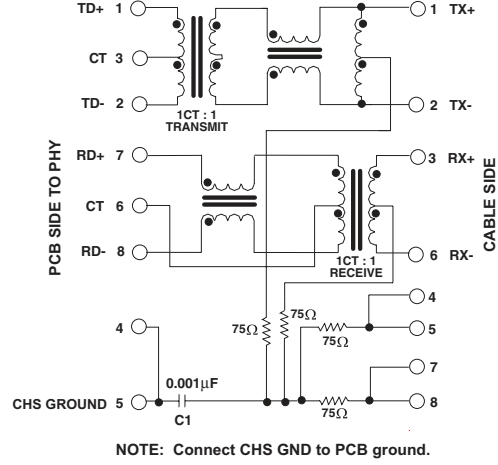 TD+ 1
1 TX+
CT 3
TD- 2
2 TX-
1CT : 1
TRANSMIT
RD+ 7
3 RX+
CT 6
RD- 8
6 RX-
1CT : 1
RECEIVE
PCB SIDE TO PHY
CABLE SIDE
4
75Ω
75Ω
5
75Ω
4
7
0.001µF
CHS GROUND 5
8
C1
75Ω
NOTE: Connect CHS GND to PCB ground.